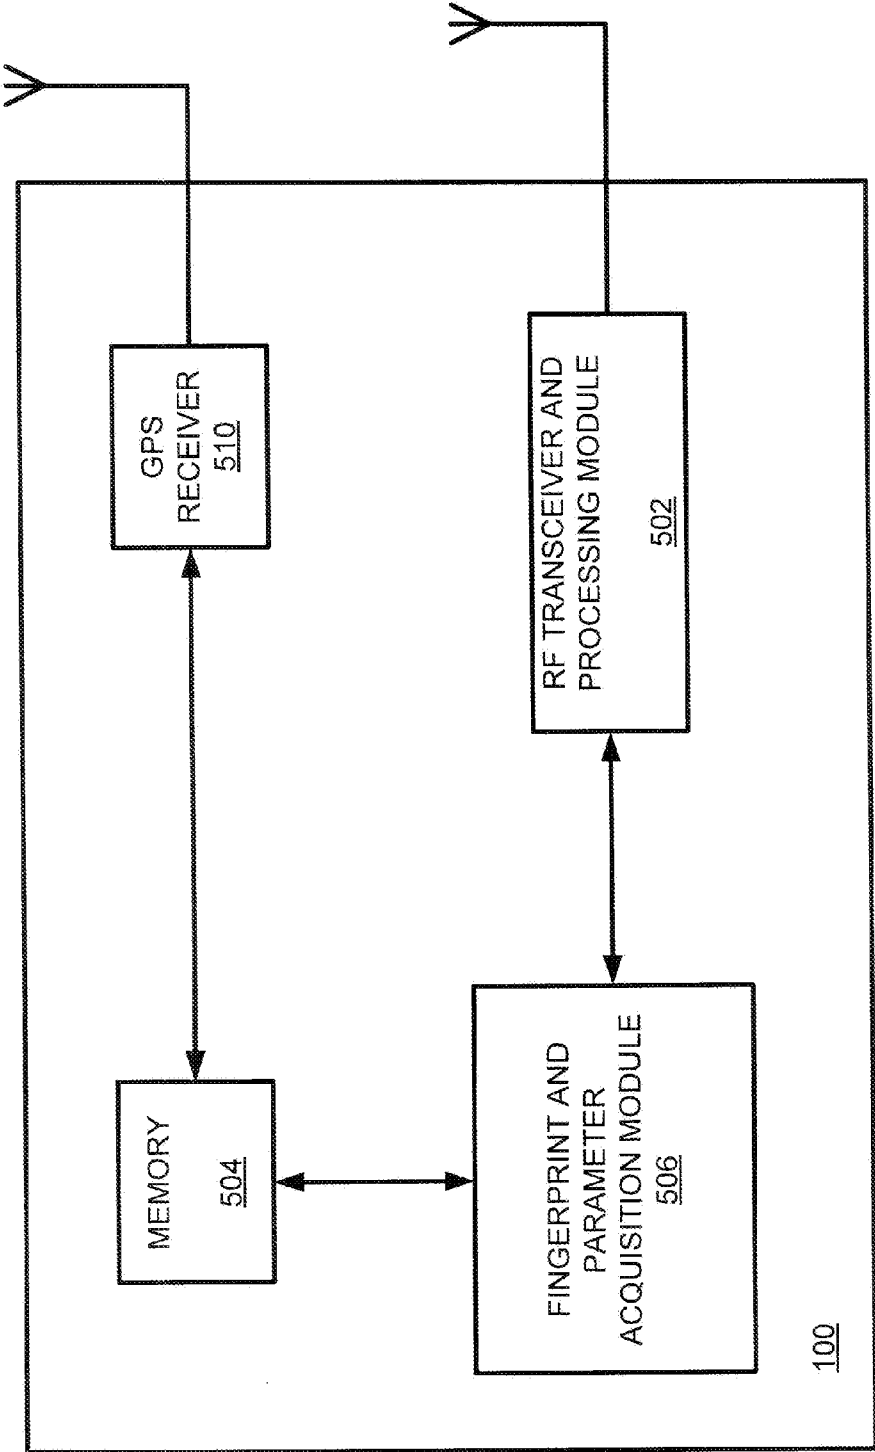 MEMORY
504
GPS
RECEIVER
510
FINGERPRINT AND
PARAMETER
ACQUISITION MODULE
506
RF TRANSCEIVER AND
PROCESSING MODULE
502
100